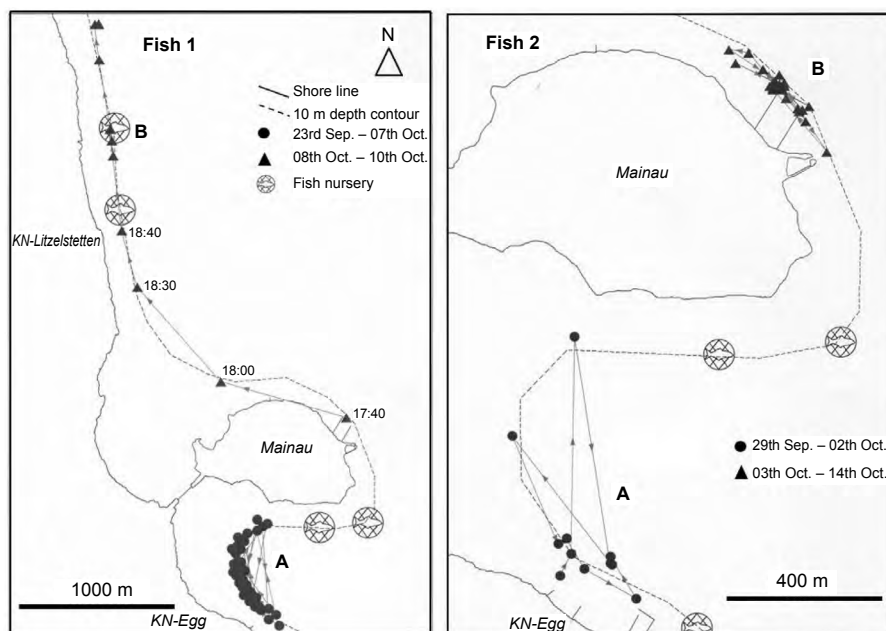 Fish 1
N
Shore line
10 m depth contour
23rd Sep. – 07th Oct.
08th Oct. – 10th Oct.
Fish nursery
B
KN-Litzelstetten
18:40
18:30
18:00
17:40
Mainau
A
1000 m
KN-Egg
Fish 2
B
Mainau
29th Sep. – 02th Oct.
03th Oct. – 14th Oct.
A
400 m
KN-Egg